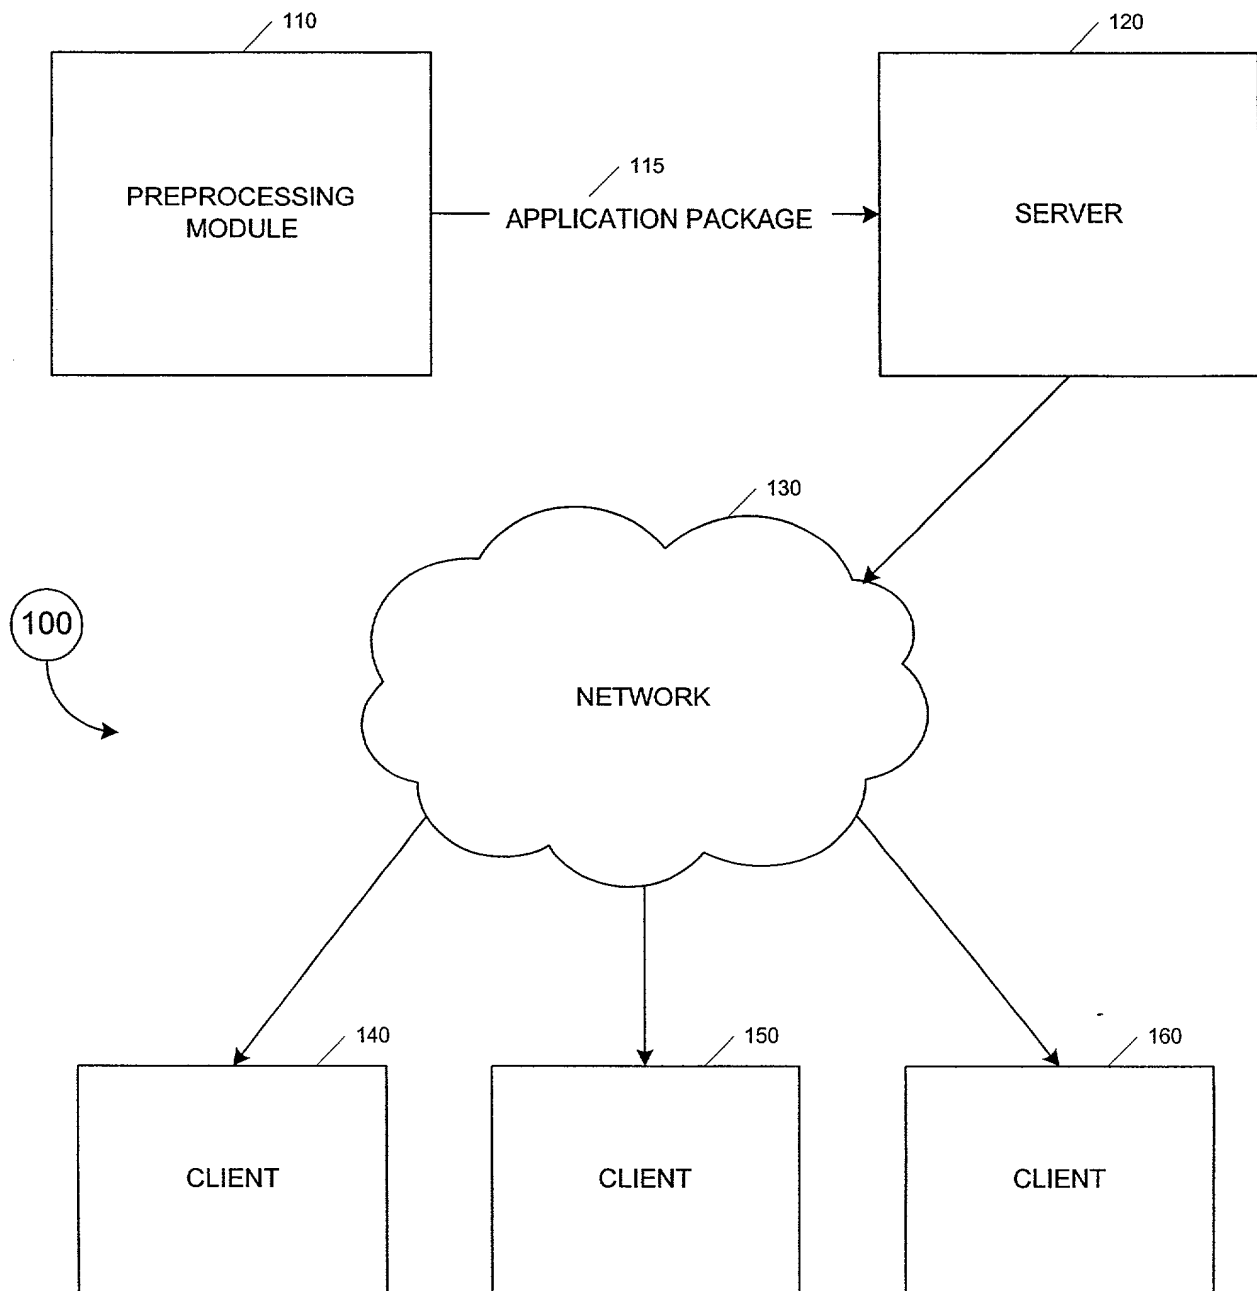 110
120
PREPROCESSING
MODULE
115
APPLICATION PACKAGE
SERVER
130
100
NETWORK
140
150
160
CLIENT
CLIENT
CLIENT